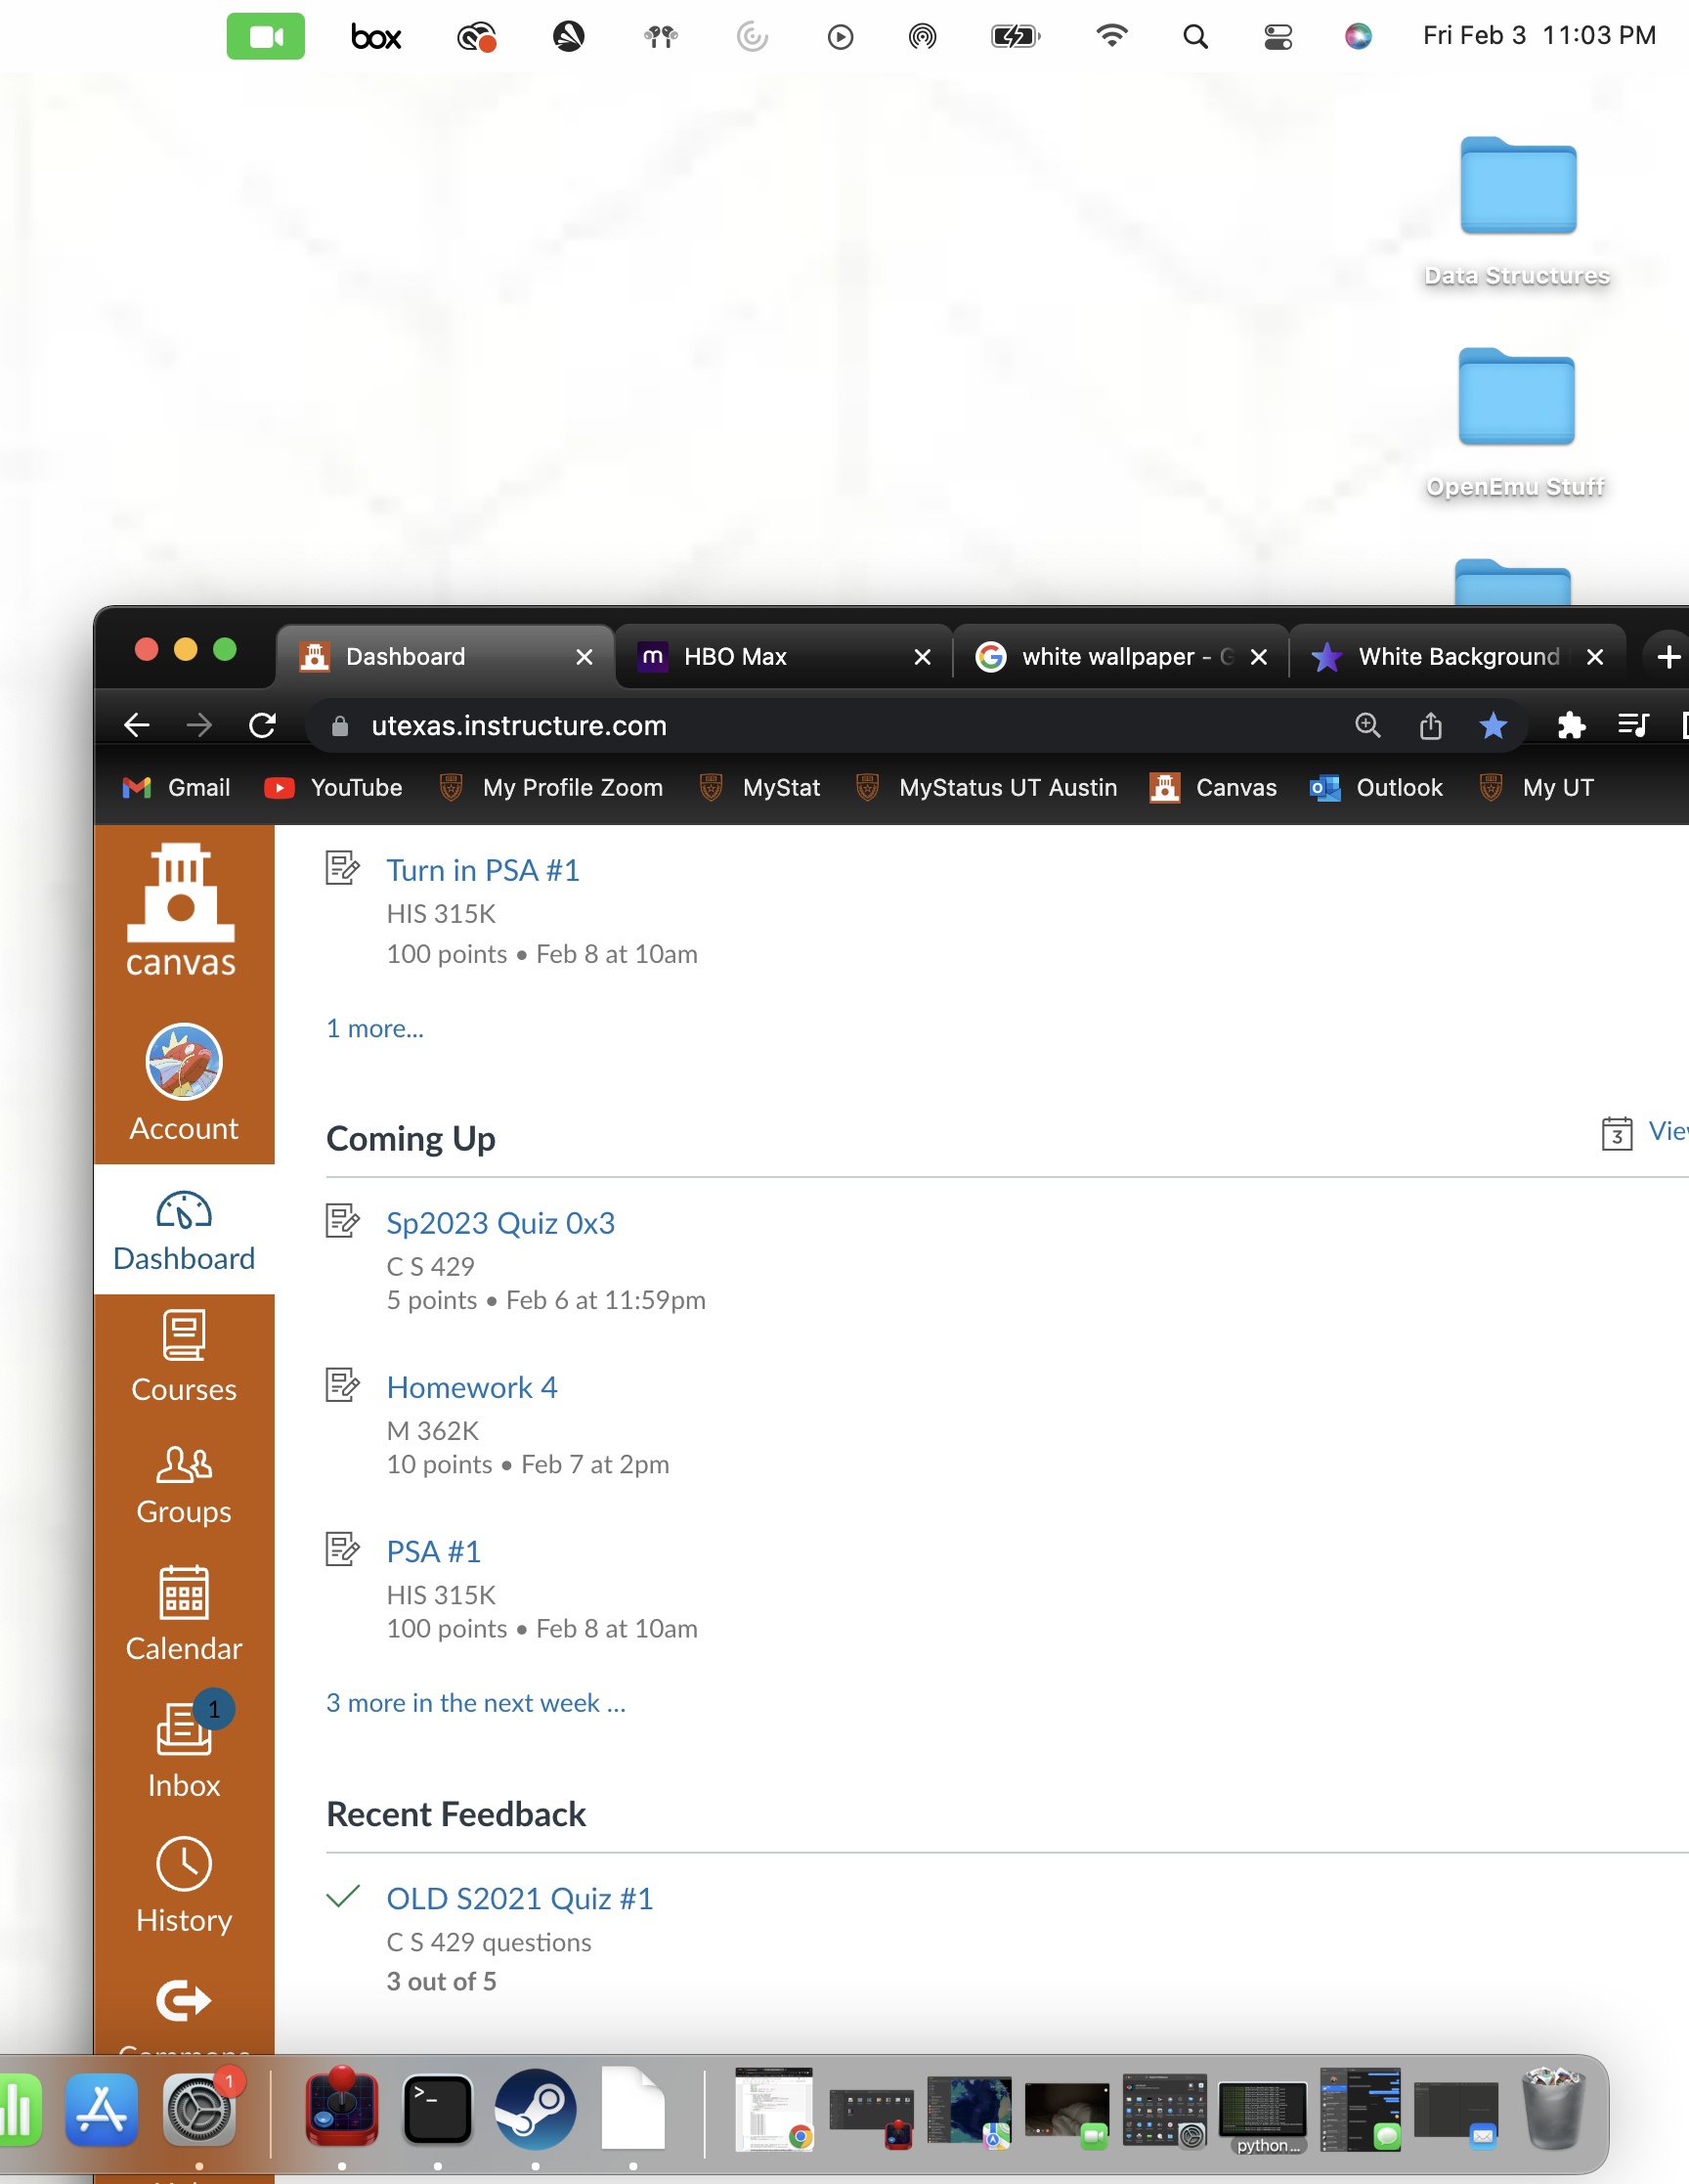 box
Fri Feb 3 11:03 PM
Data Structures
OpenEmu Stuff
Dashboard
HBO Max
white wallpaper - G
White Background
utexas.instructure.com
Gmail
YouTube
My Profile Zoom
MyStat
MyStatus UT Austin
Canvas
Outlook
My UT
canvas
Account
Dashboard
Courses
Groups
Calendar
1
Inbox
History
Commons
Turn in PSA #1
HIS 315K
100 points • Feb 8 at 10am
1 more...
Coming Up
3
Sp2023 Quiz 0x3
C S 429
5 points • Feb 6 at 11:59pm
Homework 4
M 362K
10 points • Feb 7 at 2pm
PSA #1
HIS 315K
100 points • Feb 8 at 10am
3 more in the next week ...
Recent Feedback
OLD S2021 Quiz #1
C S 429 questions
3 out of 5
1
>_
python...